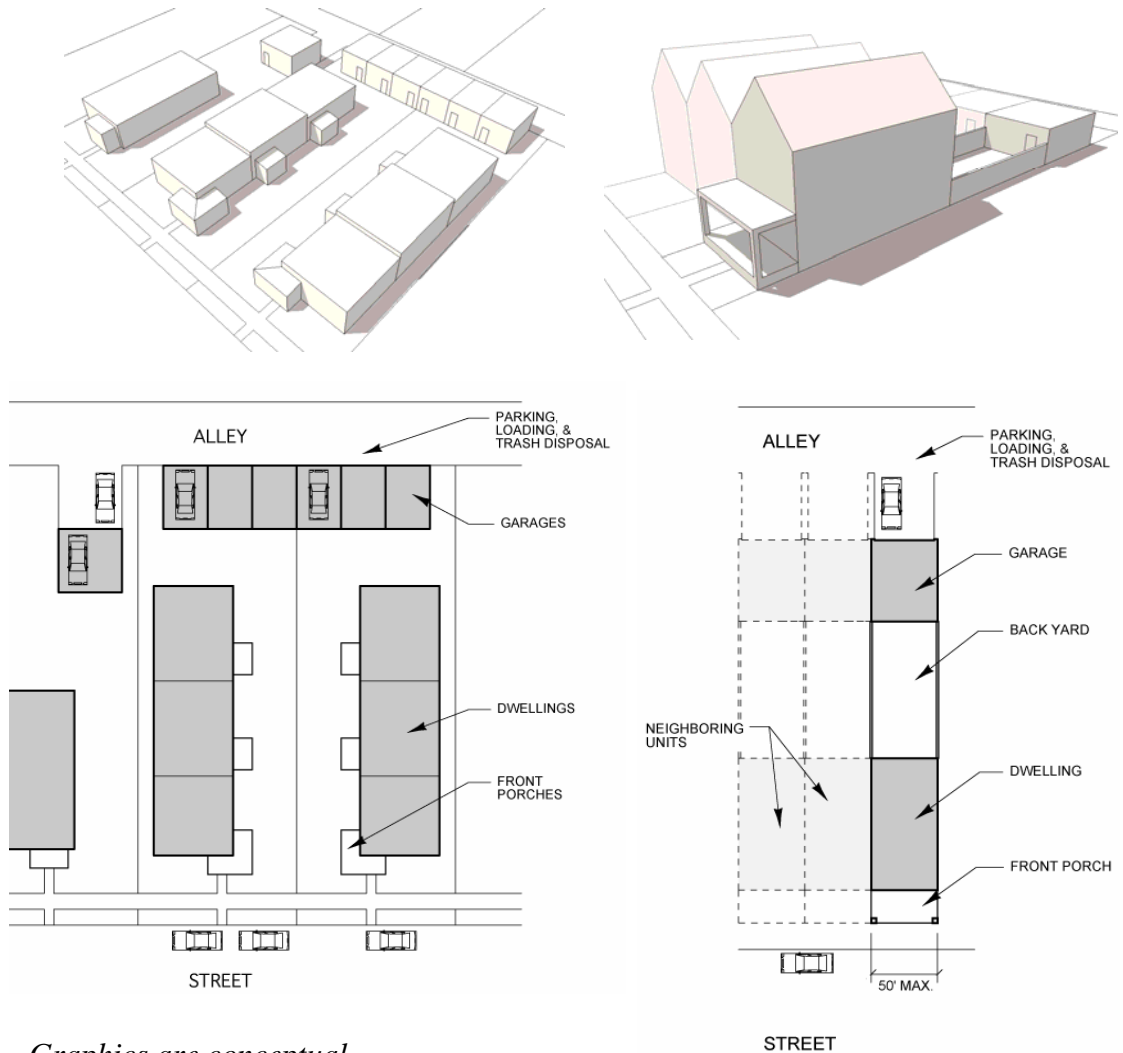 ALLEY
PARKING,
LOADING, &
TRASH DISPOSAL
GARAGES
DWELLINGS
FRONT
PORCHES
STREET
ALLEY
PARKING,
LOADING, &
TRASH DISPOSAL
GARAGE
BACK YARD
NEIGHBORING
UNITS
DWELLING
FRONT PORCH
50' MAX.
STREET
Graphics are conceptual